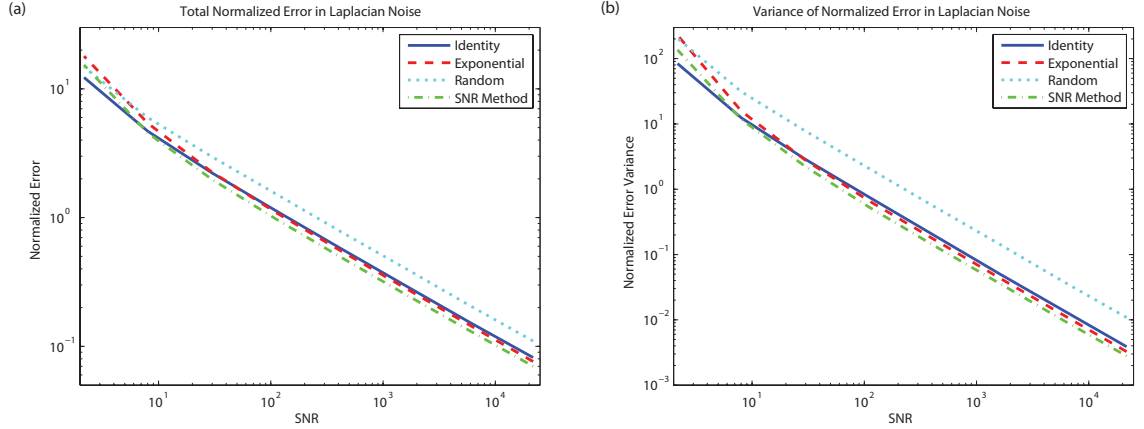 (a)
Total Normalized Error in Laplacian Noise
Identity
Exponential
Random
SNR Method
10^1
10^0
10^-1
Normalized Error
10^1
10^2
10^3
10^4
SNR
(b)
Variance of Normalized Error in Laplacian Noise
Identity
Exponential
Random
SNR Method
10^2
10^1
10^0
10^-1
10^-2
10^-3
Normalized Error Variance
10^1
10^2
10^3
10^4
SNR